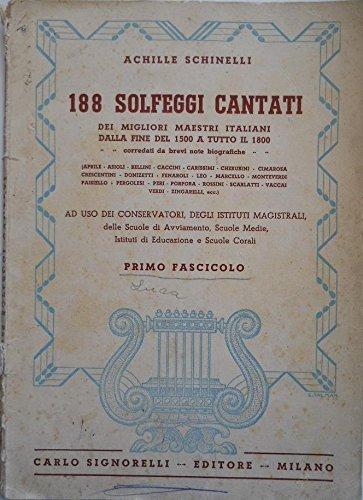 ACHILLE SCHINELLI
188 SOLFEGGI CANTATI
DEI MIGLIORI MAESTRI ITALIANI
DALLA FINE DEL 1500 A TUTTO IL 1800
" " corredati da brevi note biografiche " "
(APRILE - ASIOLI - BELLINI - CACCINI - CARISSIMI - CHERUBINI - CIMAROSA
CRESCENTINI - DONIZETTI - FENAROLI - LEO - MARCELLO - MONTEVERDI
PAISIELLO - PERGOLESI - PERI - PORPORA - ROSSINI - SCARLATTI - VACCAI
VERDI - ZINGARELLI, ecc.)
AD USO DEI CONSERVATORI, DEGLI ISTITUTI MAGISTRALI,
delle Scuole di Avviamento, Scuole Medie,
Istituti di Educazione e Scuole Corali
PRIMO FASCICOLO
Luca
CARLO SIGNORELLI --- EDITORE --- MILANO